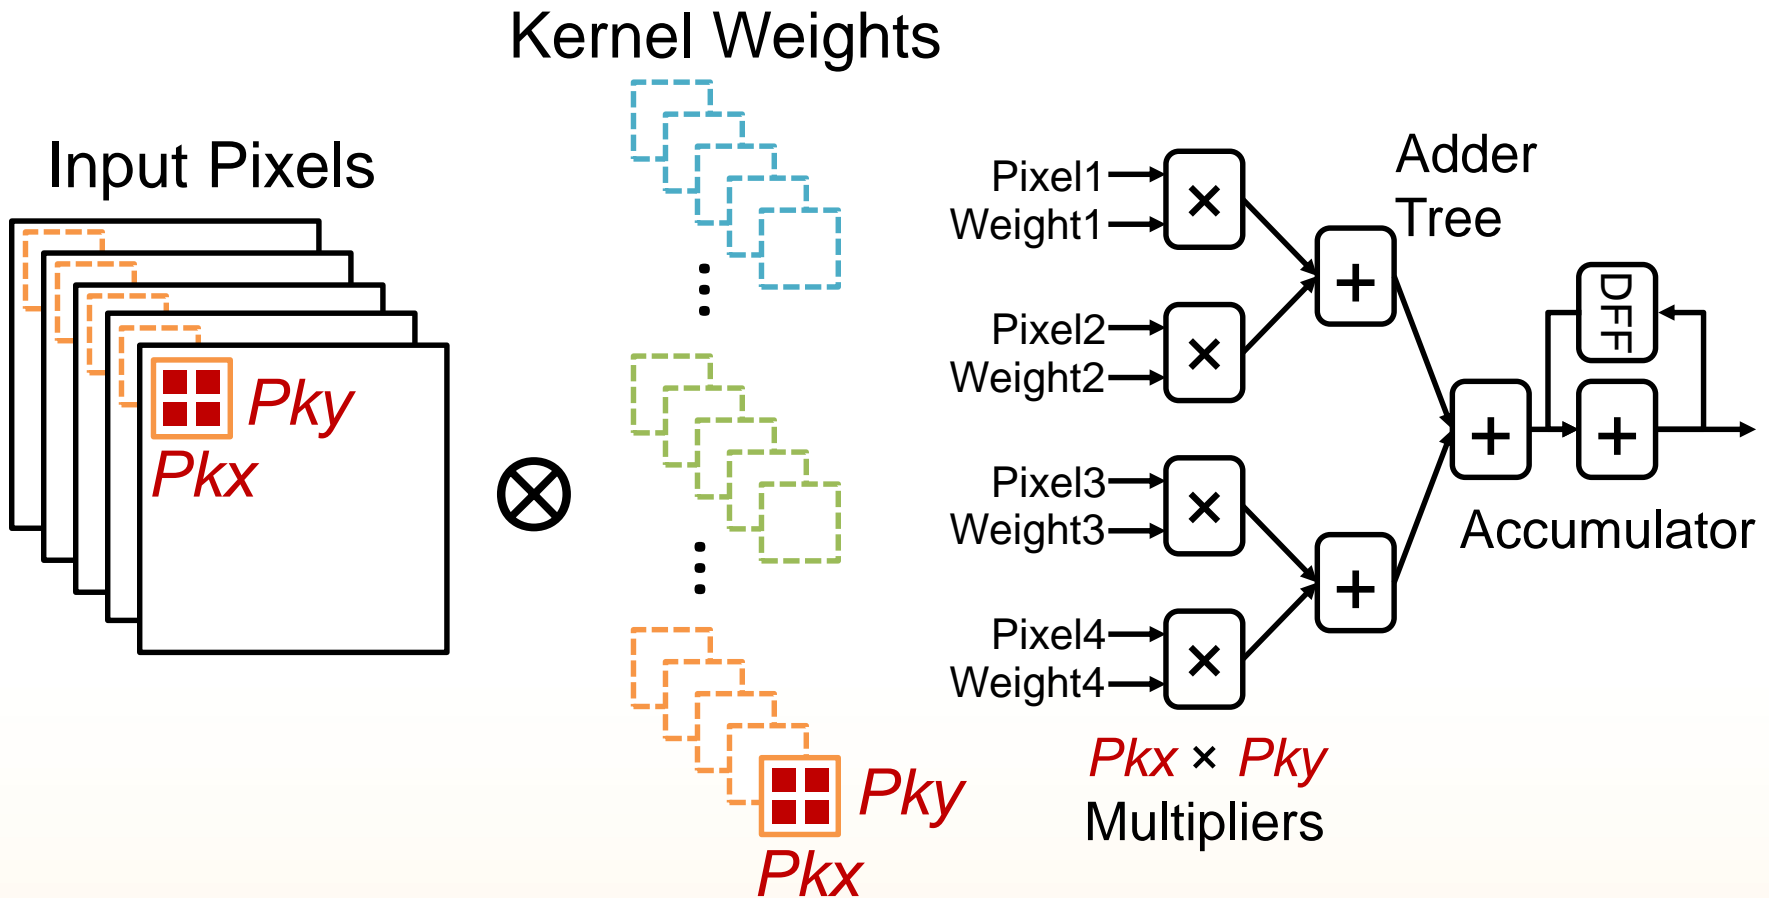 Kernel Weights
Input Pixels
Pky
Pkx
Pky
Pkx
Pixel1
Weight1
Pixel2
Weight2
Pixel3
Weight3
Pixel4
Weight4
×
×
×
×
+
+
+
+
Adder
Tree
DFF
Accumulator
Pkx × Pky
Multipliers